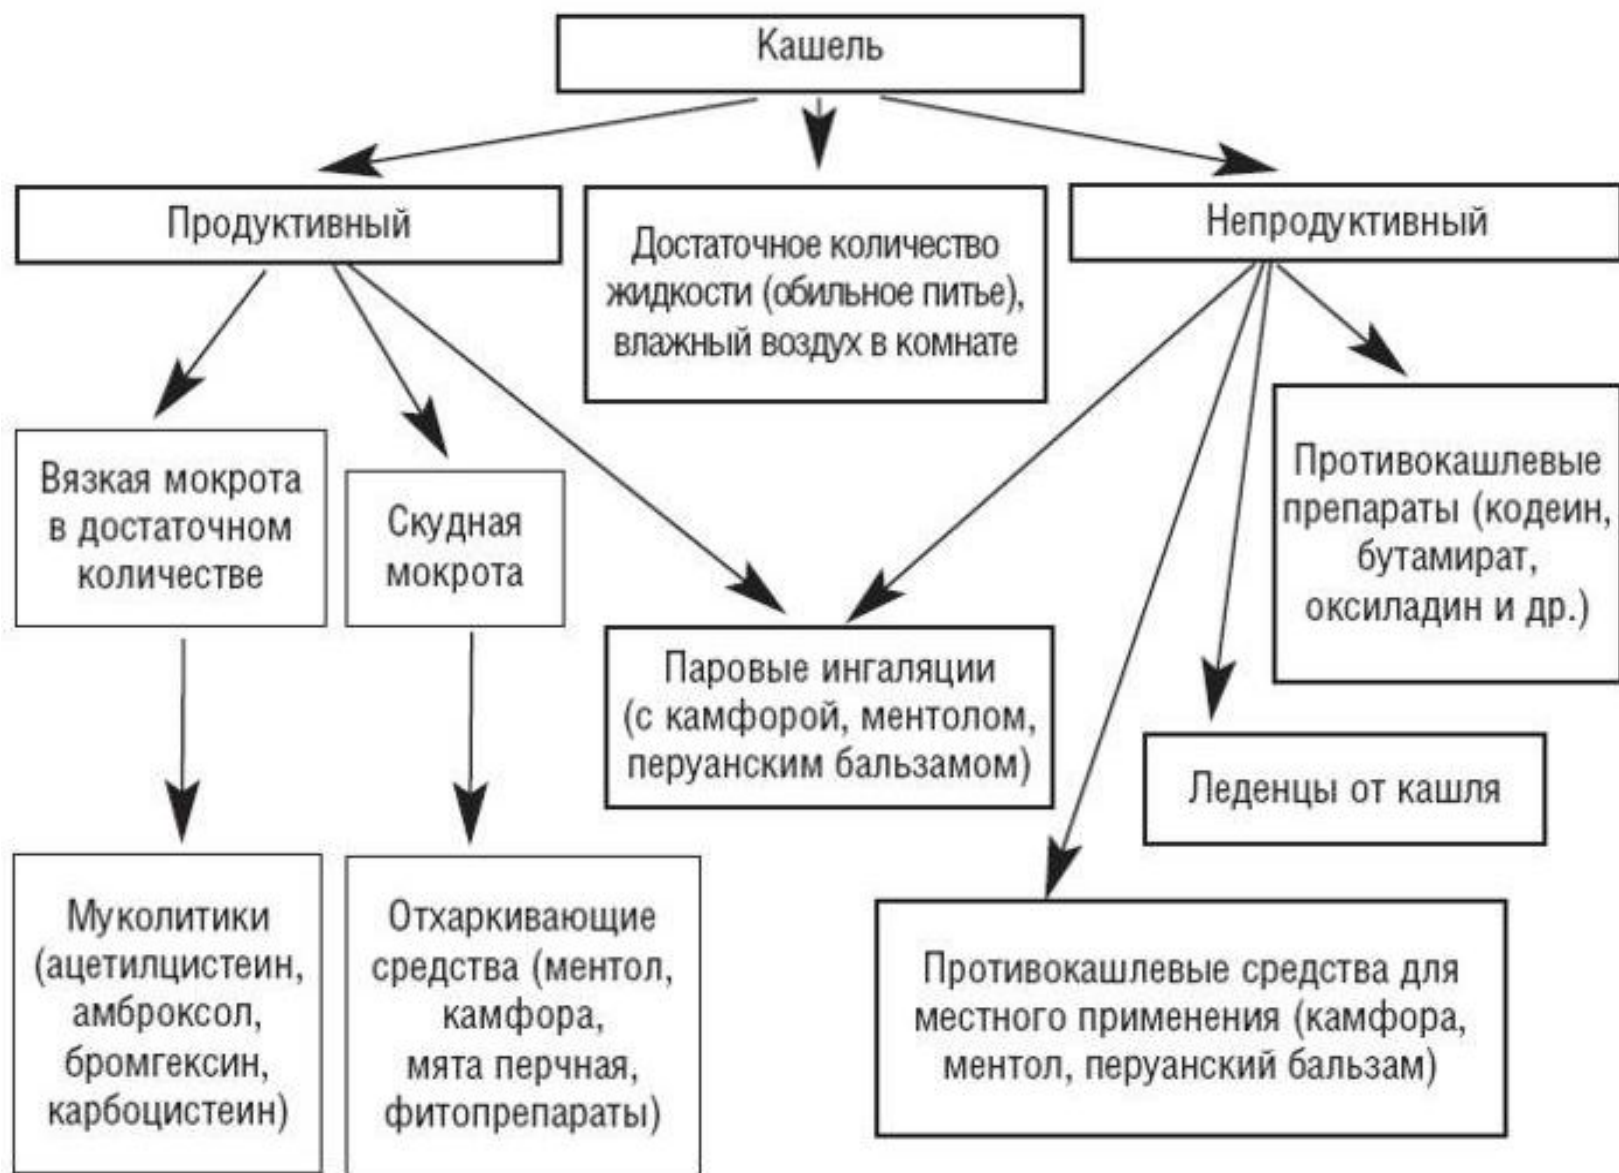 Кашель
Продуктивный
Достаточное количество
жидкости (обильное питье),
влажный воздух в комнате
Непродуктивный
Вязкая мокрота
в достаточном
количестве
Скудная
мокрота
Противокашлевые
препараты (кодеин,
бутамират,
оксиладин и др.)
Паровые ингаляции
(с камфорой, ментолом,
перуанским бальзамом)
Леденцы от кашля
Муколитики
(ацетилцистеин,
амброксол,
бромгексин,
карбоцистеин)
Отхаркивающие
средства (ментол,
камфора,
мята перчная,
фитопрепараты)
Противокашлевые средства для
местного применения (камфора,
ментол, перуанский бальзам)